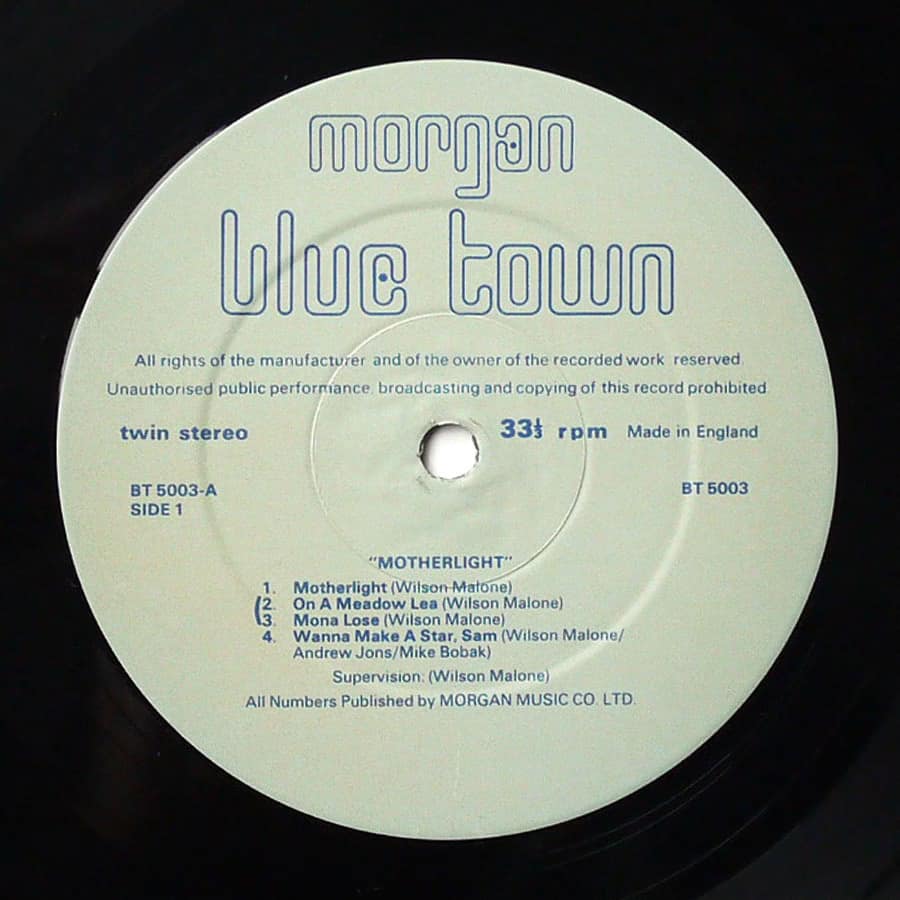 morgan
blue town
All rights of the manufacturer and of the owner of the recorded work reserved.
Unauthorised public performance, broadcasting and copying of this record prohibited.
twin stereo 33⅓ rpm Made in England
BT 5003-A BT 5003
SIDE 1
"MOTHERLIGHT"
1. Motherlight (Wilson Malone)
(2. On A Meadow Lea (Wilson Malone)
(3. Mona Lose (Wilson Malone)
4. Wanna Make A Star, Sam (Wilson Malone/
Andrew Jons/Mike Bobak)
Supervision: (Wilson Malone)
All Numbers Published by MORGAN MUSIC CO. LTD.